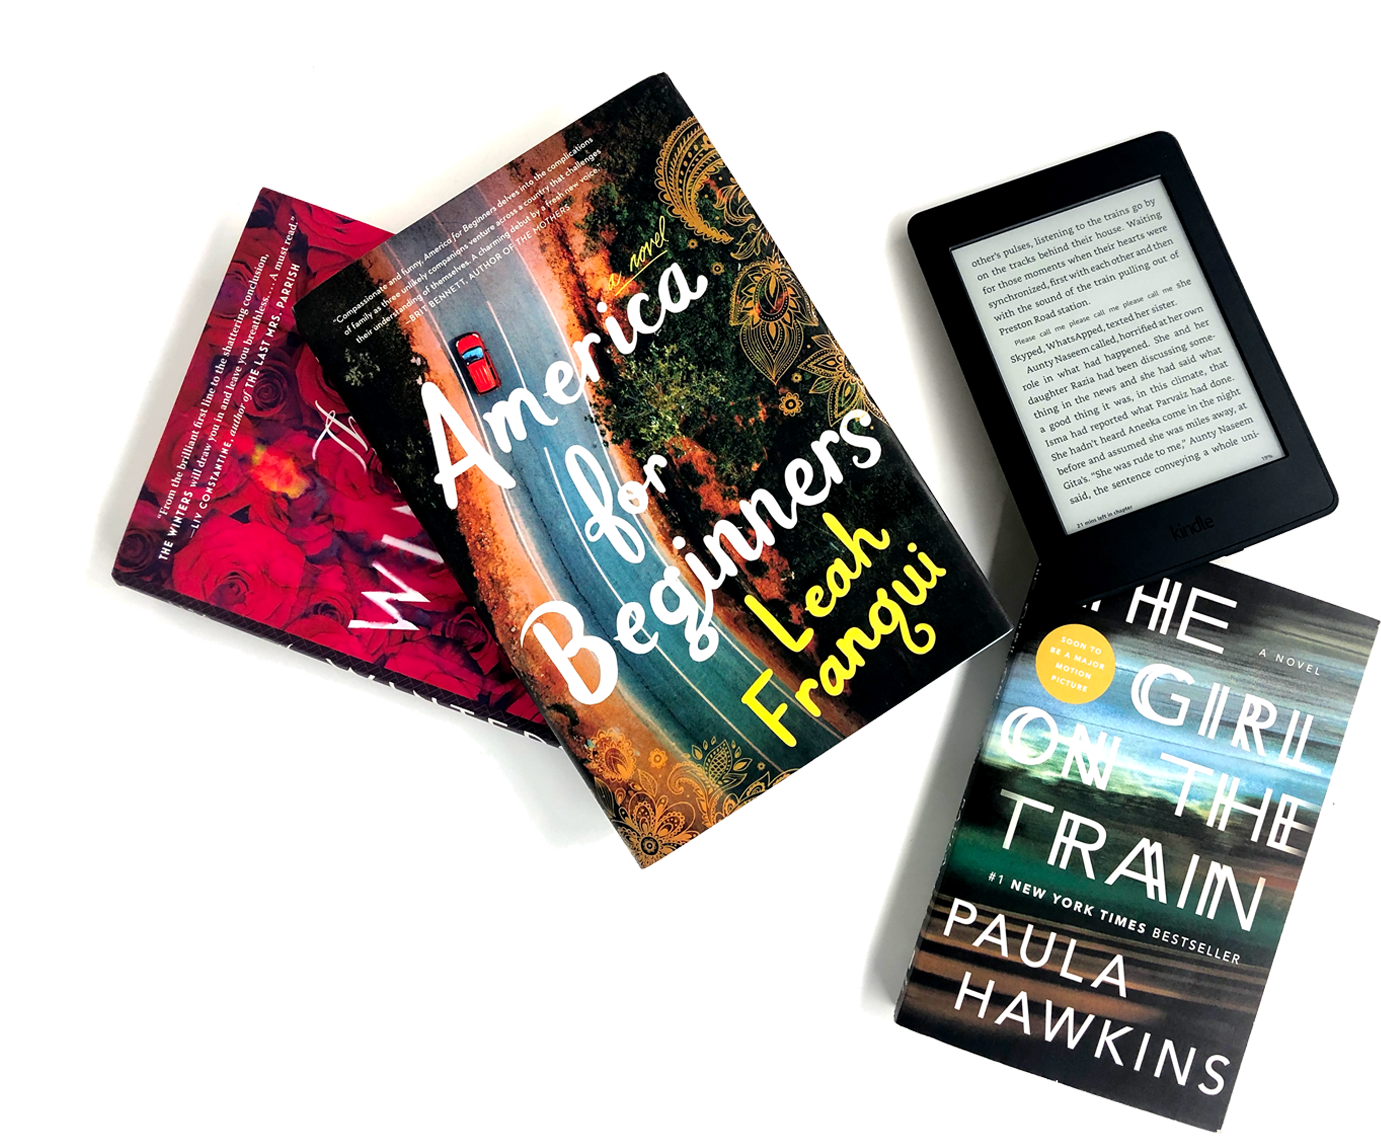 "From the brilliant first line to the shattering conclusion,
THE WINTERS will draw you in and leave you breathless. . . . A must read."
—LIV CONSTANTINE, author of THE LAST MRS. PARRISH
"Compassionate and funny, America for Beginners delves into the complications
of family as three unlikely companions venture across a country that challenges
their understanding of themselves. A charming debut by a fresh new voice."
—BRIT BENNETT, AUTHOR OF THE MOTHERS
a novel
America
for
Beginners
Leah
Franqui
other's pulses, listening to the trains go by
on the tracks behind their house. Waiting
for those moments when their hearts were
synchronized, first with each other and then
with the sound of the train pulling out of
Preston Road station.
Please call me please call me please call me she
Skyped, WhatsApped, texted her sister.
Aunty Naseem called, horrified at her own
role in what had happened. She and her
daughter Razia had been discussing some-
thing in the news and she had said what
a good thing it was, in this climate, that
Isma had reported what Parvaiz had done.
She hadn't heard Aneeka come in the night
before and assumed she was miles away, at
Gita's. "She was rude to me," Aunty Naseem
said, the sentence conveying a whole uni-
21 mins left in chapter
78%
kindle
THE
A NOVEL
SOON TO
BE A MAJOR
MOTION
PICTURE
GIRL
ON THE
TRAIN
#1 NEW YORK TIMES BESTSELLER
PAULA
HAWKINS